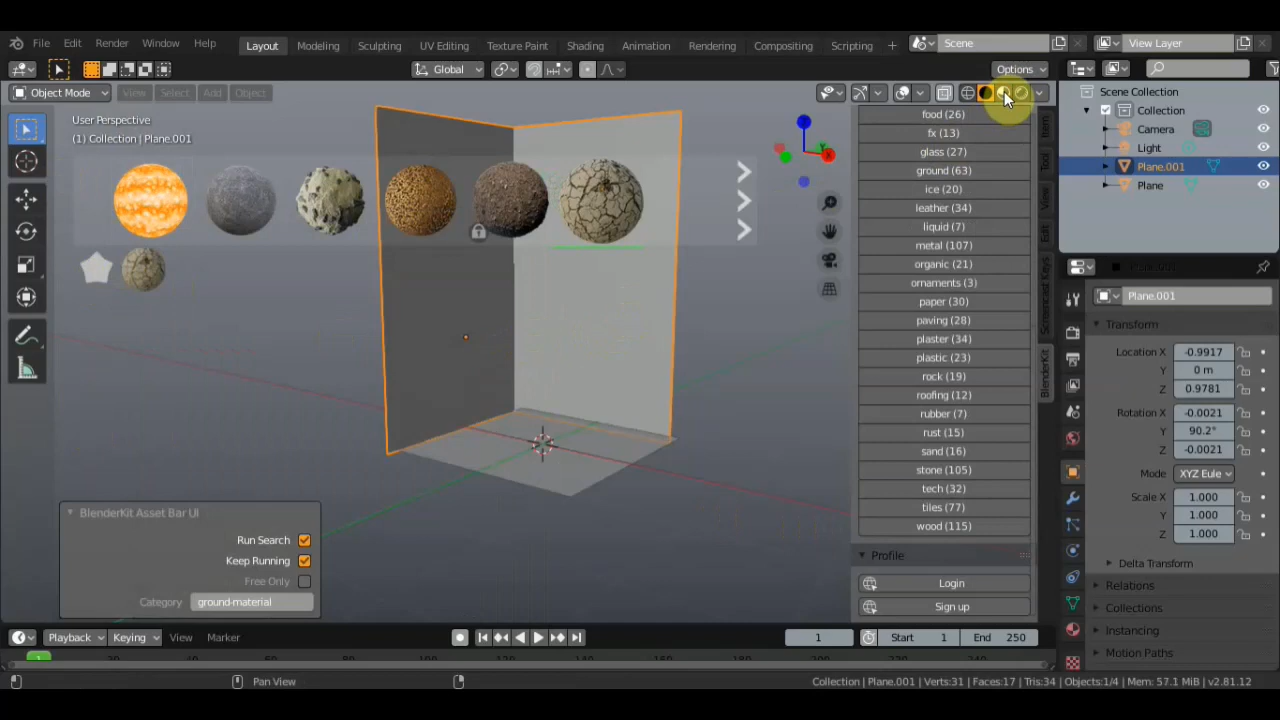 File Edit Render Window Help Layout Modeling Sculpting UV Editing Texture Paint Shading Animation Rendering Compositing Scripting + Scene View Layer
Global Options
Object Mode View Select Add Object
Scene Collection
User Perspective
(1) Collection | Plane.001
Collection
Camera
Light
Plane.001
Plane
food (26)
fx (13)
glass (27)
ground (63)
ice (20)
leather (34)
liquid (7)
metal (107)
organic (21)
ornaments (3)
paper (30)
paving (28)
plaster (34)
plastic (23)
rock (19)
roofing (12)
rubber (7)
rust (15)
sand (16)
stone (105)
tech (32)
tiles (77)
wood (115)
Profile
Login
Sign up
Item
Tool
View
Edit
Screencast Keys
BlenderKit
Plane.001
Transform
Location X -0.9917
Y 0 m
Z 0.9781
Rotation X -0.0021
Y 90.2°
Z -0.0021
Mode XYZ Eule
Scale X 1.000
Y 1.000
Z 1.000
Delta Transform
Relations
Collections
Instancing
Motion Paths
BlenderKit Asset Bar UI
Run Search
Keep Running
Free Only
Category ground-material
Playback Keying View Marker 1 Start 1 End 250
1
Pan View Collection | Plane.001 | Verts:31 | Faces:17 | Tris:34 | Objects:1/4 | Mem: 57.1 MiB | v2.81.12